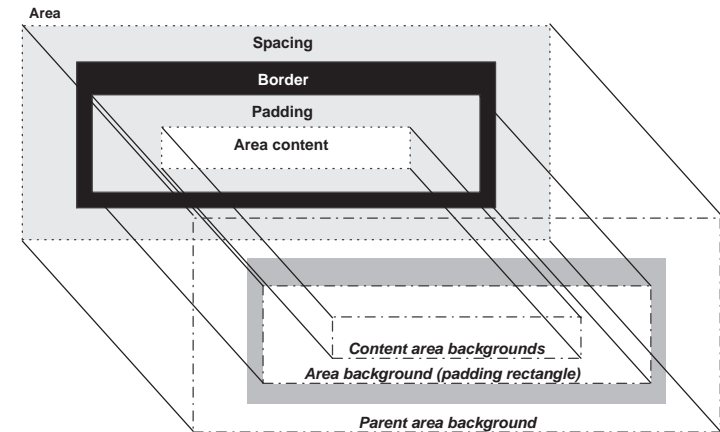 Area
Spacing
Border
Padding
Area content
Content area backgrounds
Area background (padding rectangle)
Parent area background